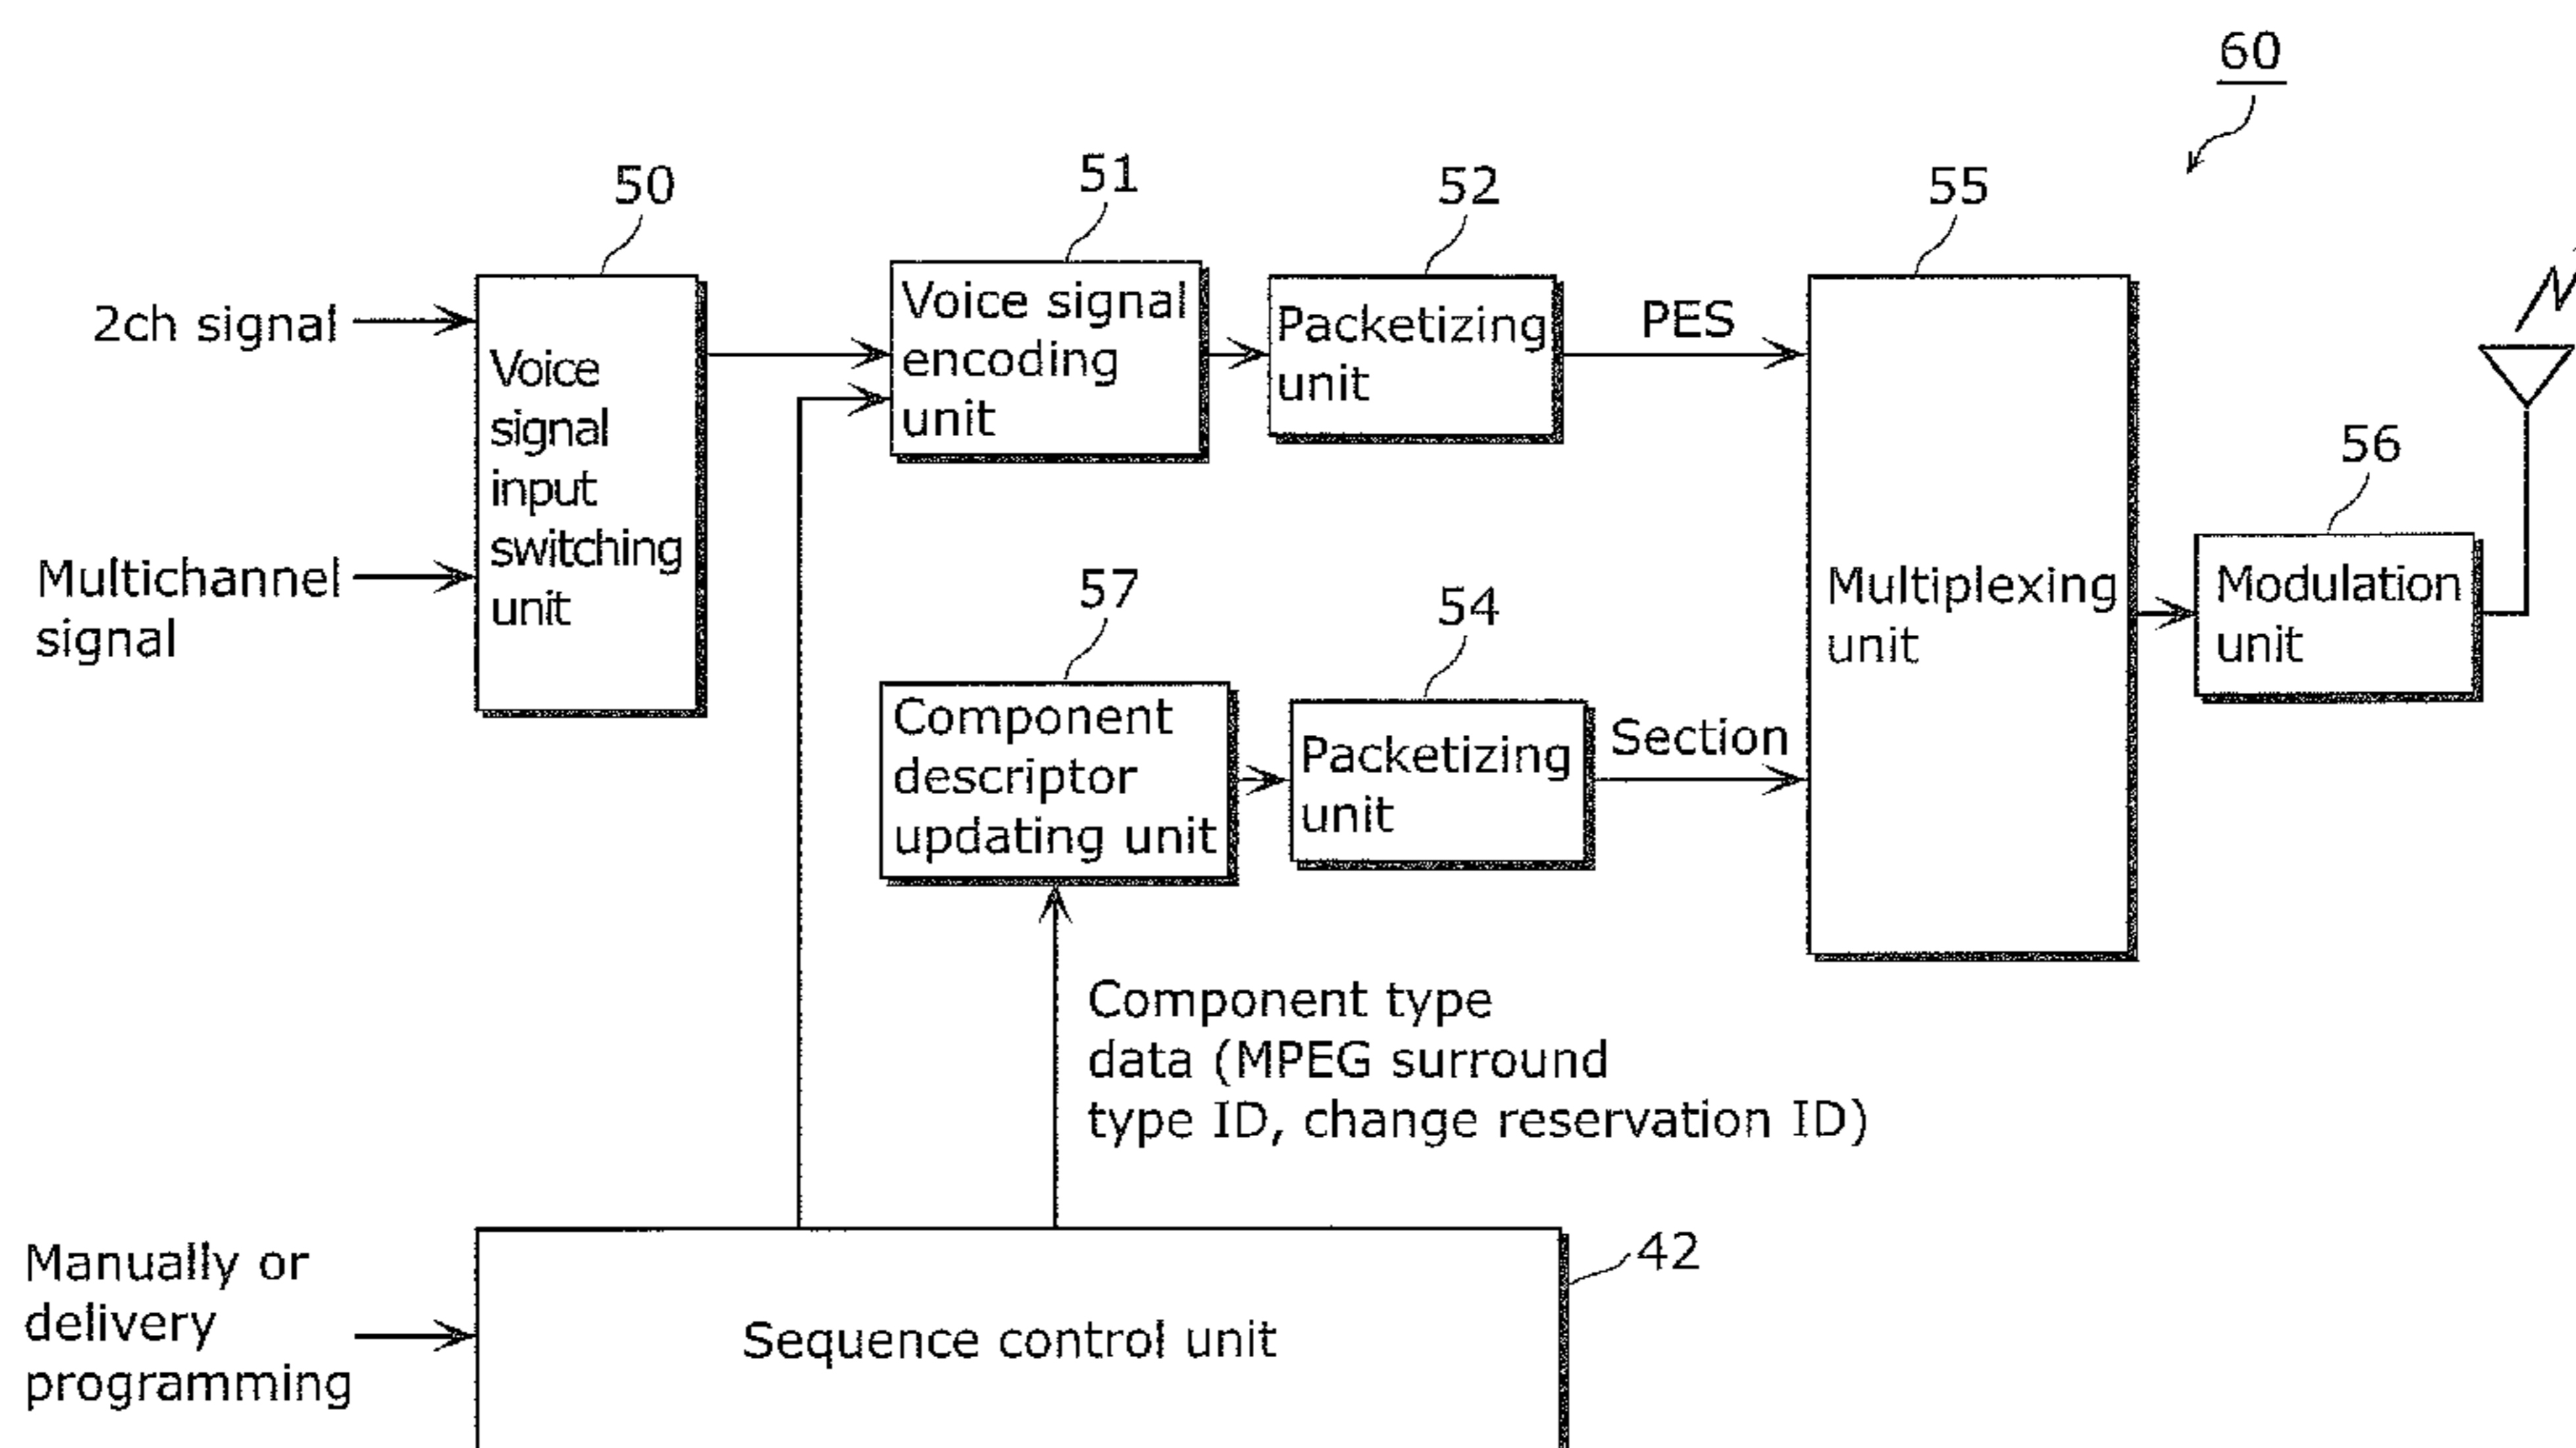 60
50
51
52
55
2ch signal
Multichannel
signal
Voice
signal
input
switching
unit
Voice signal
encoding
unit
Packetizing
unit
PES
Multiplexing
unit
56
Modulation
unit
57
Component
descriptor
updating unit
54
Packetizing
unit
Section
Component type
data (MPEG surround
type ID, change reservation ID)
Manually or
delivery
programming
Sequence control unit
42